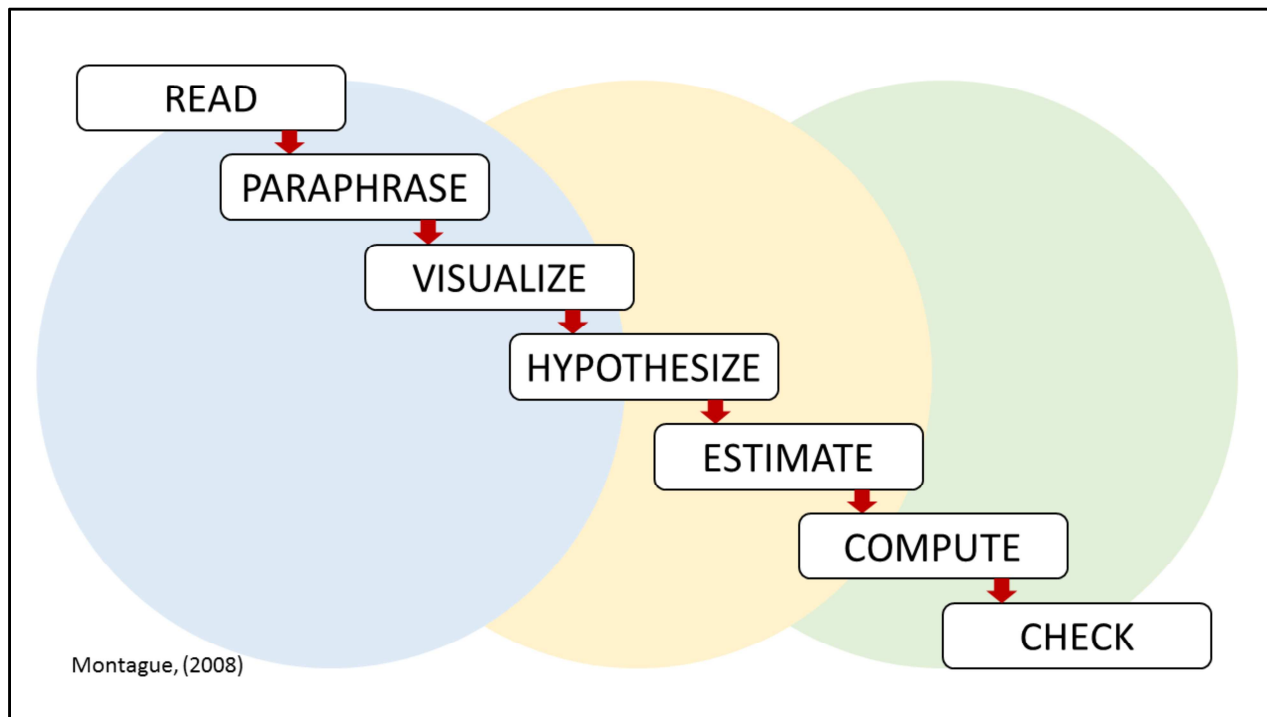 READ
PARAPHRASE
VISUALIZE
HYPOTHESIZE
ESTIMATE
COMPUTE
CHECK
Montague, (2008)